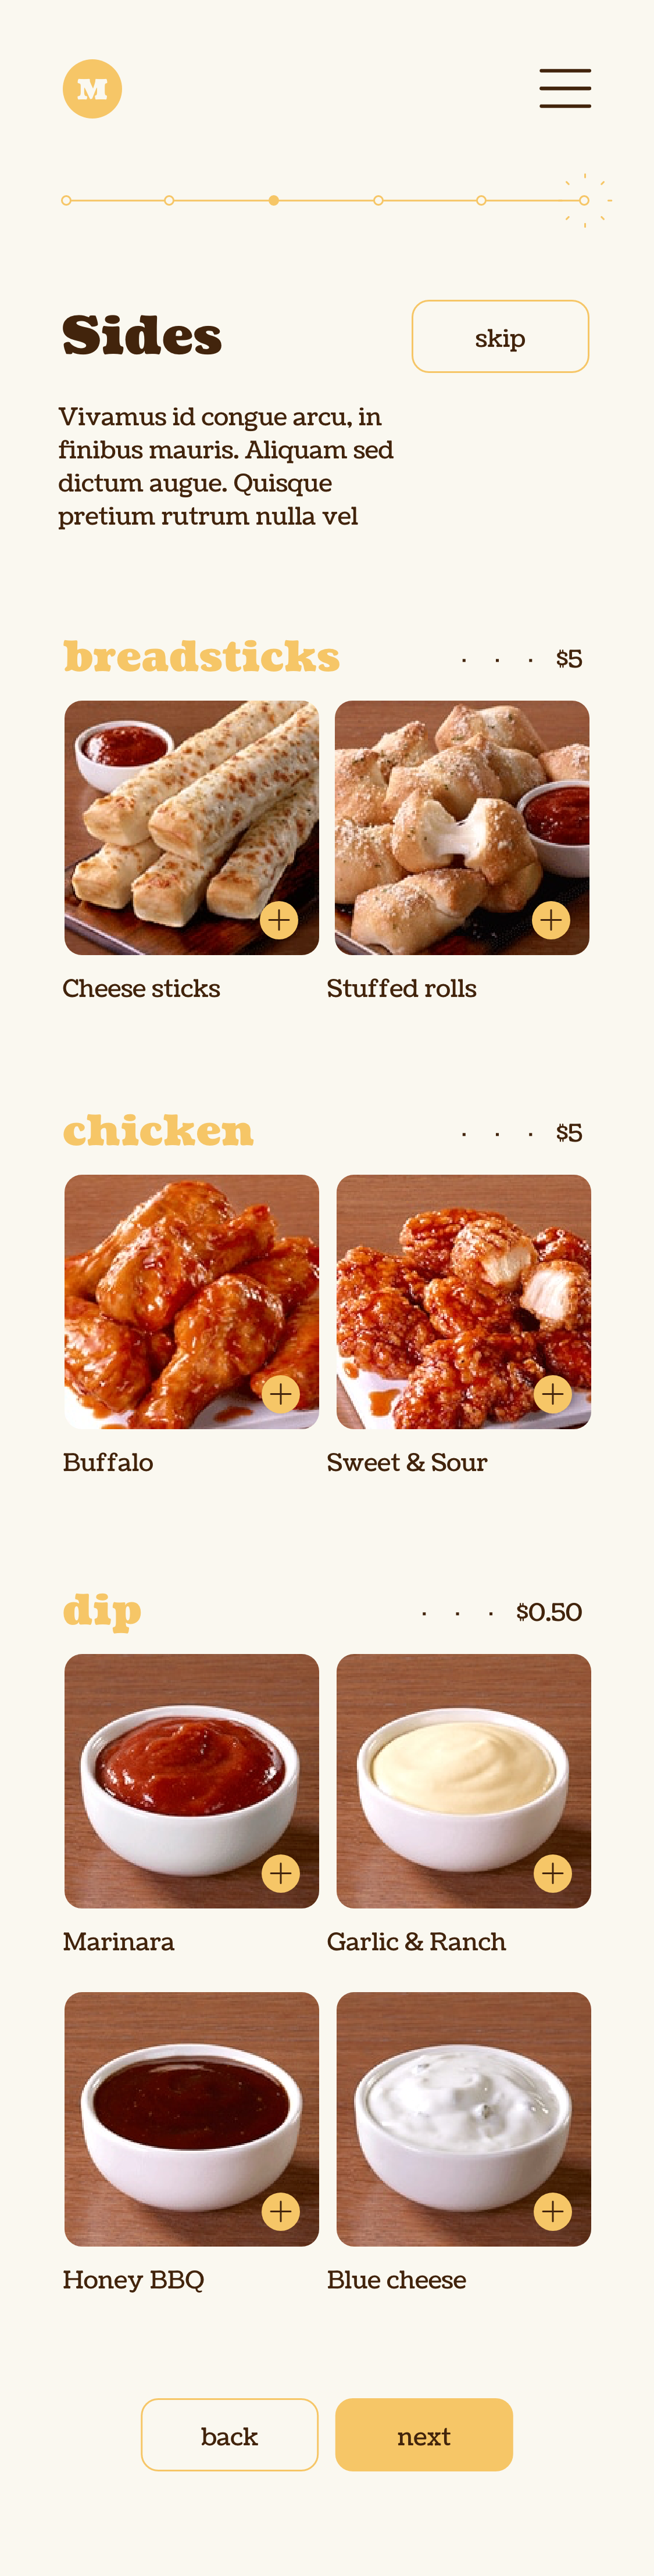 M
Sides
skip
Vivamus id congue arcu, in
finibus mauris. Aliquam sed
dictum augue. Quisque
pretium rutrum nulla vel
breadsticks . . . $5
Cheese sticks
Stuffed rolls
chicken . . . $5
Buffalo
Sweet & Sour
dip . . . $0.50
Marinara
Garlic & Ranch
Honey BBQ
Blue cheese
back
next